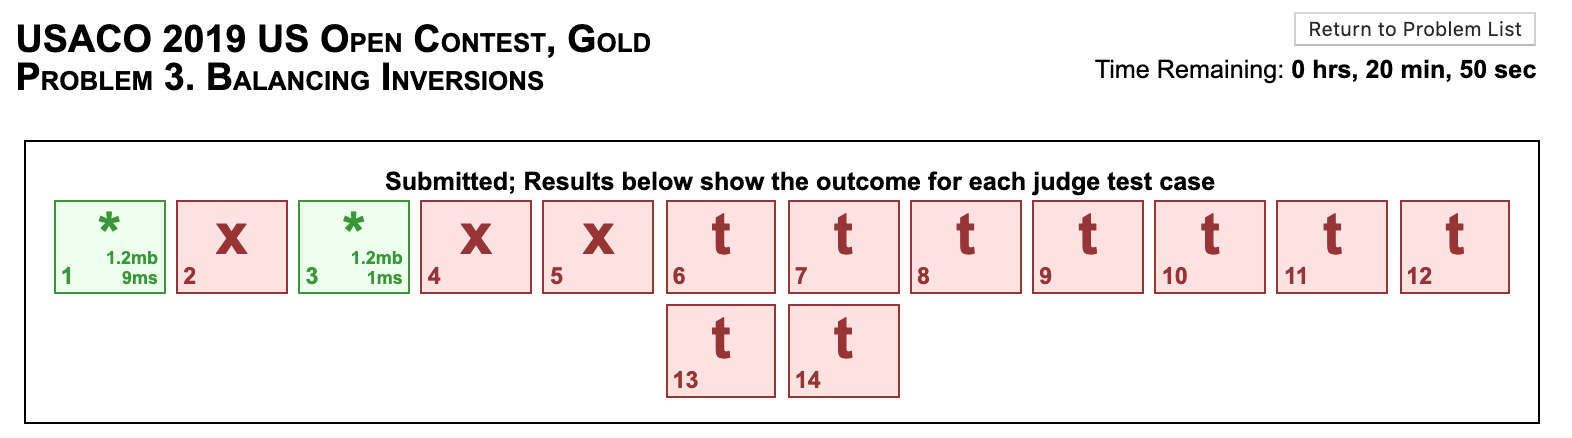 USACO 2019 US Open Contest, Gold
Problem 3. Balancing Inversions
Return to Problem List
Time Remaining: 0 hrs, 20 min, 50 sec
Submitted; Results below show the outcome for each judge test case
* x * x x t t t t t t t
1.2mb 1.2mb
1 9ms 2 3 1ms 4 5 6 7 8 9 10 11 12
t t
13 14